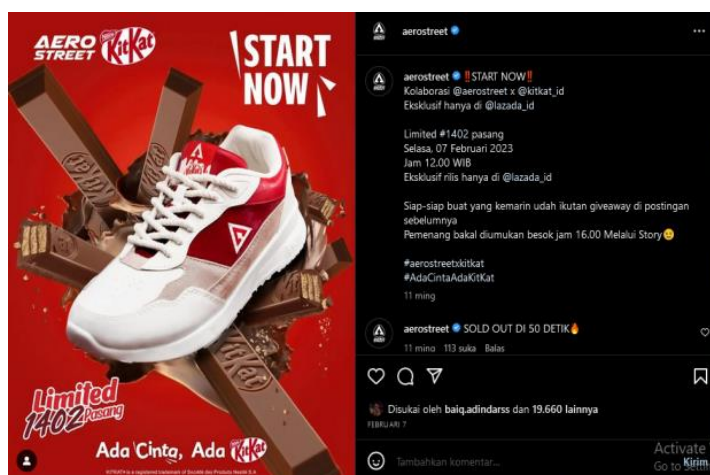 AERO
STREET
KitKat
START
NOW
KitKat
KitKat
KitKat
KitKat
Limited
1402 Pasang
Ada Cinta, Ada KitKat
aerostreet
aerostreet ‼️START NOW‼️
Kolaborasi @aerostreet x @kitkat_id
Eksklusif hanya di @lazada_id
Limited #1402 pasang
Selasa, 07 Februari 2023
Jam 12.00 WIB
Eksklusif rilis hanya di @lazada_id
Siap-siap buat yang kemarin udah ikutan giveaway di postingan
sebelumnya
Pemenang bakal diumukan besok jam 16.00 Melalui Story
#aerostreetxkitkat
#AdaCintaAdaKitKat
11 ming
aerostreet SOLD OUT DI 50 DETIK🔥
11 ming 113 suka Balas
Disukai oleh baiq.adindarss dan 19.660 lainnya
FEBRUARI 7
Tambahkan komentar...
Kirim
Activate
Go to